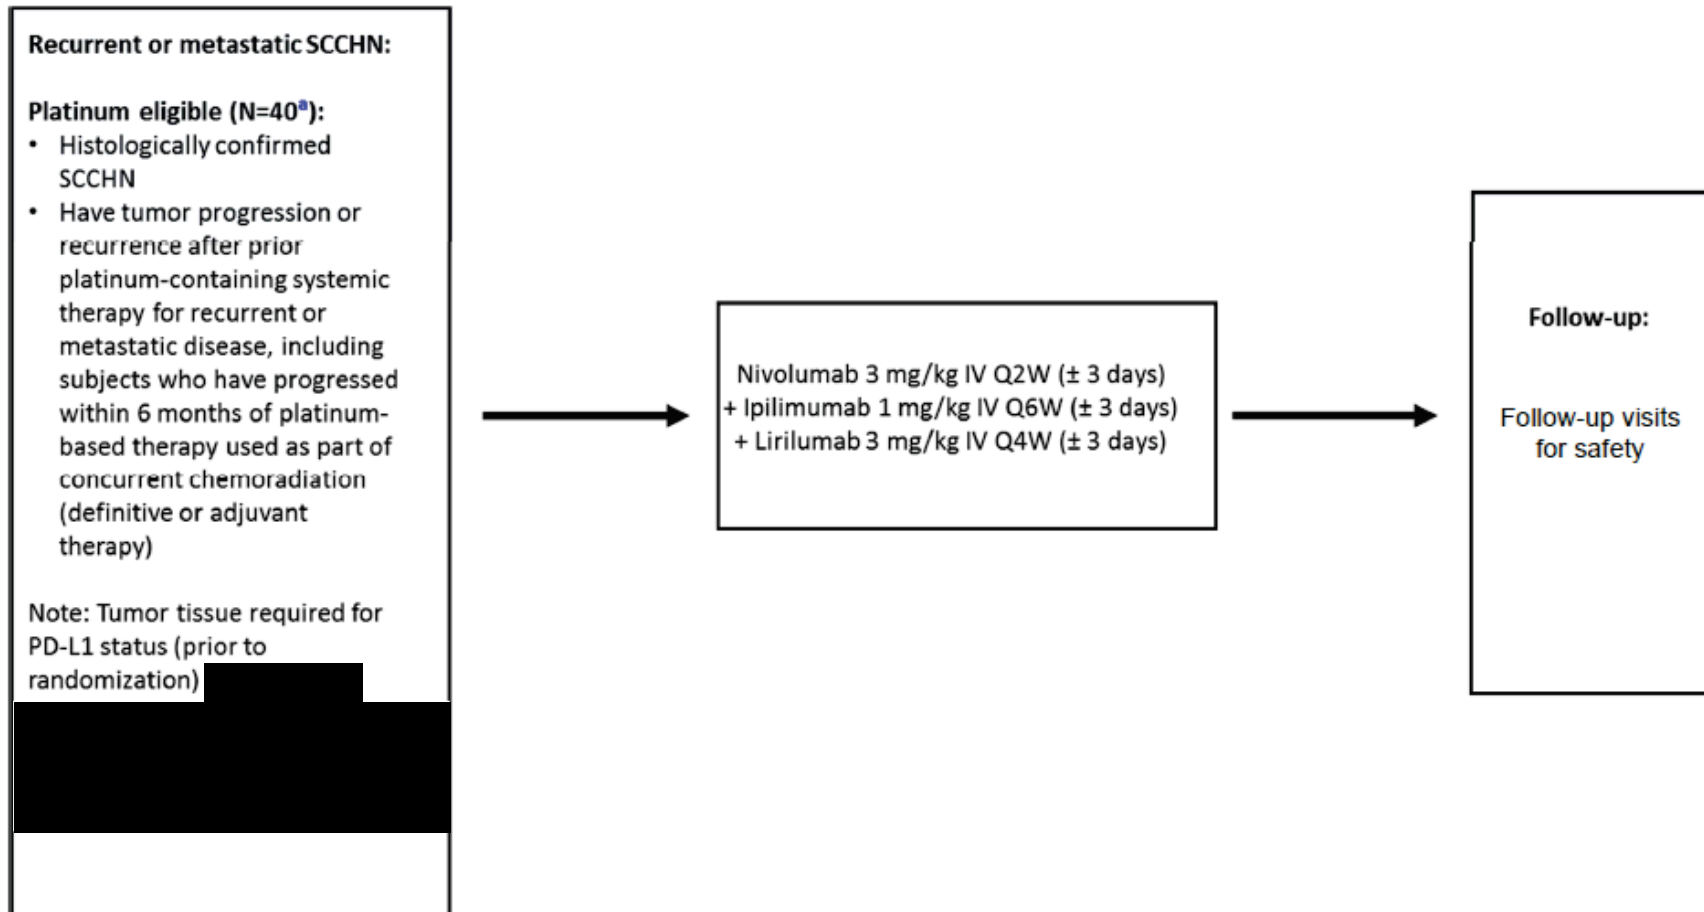 Recurrent or metastatic SCCHN:
Platinum eligible (N=40ª):
• Histologically confirmed
SCCHN
• Have tumor progression or
recurrence after prior
platinum-containing systemic
therapy for recurrent or
metastatic disease, including
subjects who have progressed
within 6 months of platinum-
based therapy used as part of
concurrent chemoradiation
(definitive or adjuvant
therapy)
Note: Tumor tissue required for
PD-L1 status (prior to
randomization)
Nivolumab 3 mg/kg IV Q2W (± 3 days)
+ Ipilimumab 1 mg/kg IV Q6W (± 3 days)
+ Lirilumab 3 mg/kg IV Q4W (± 3 days)
Follow-up:
Follow-up visits
for safety